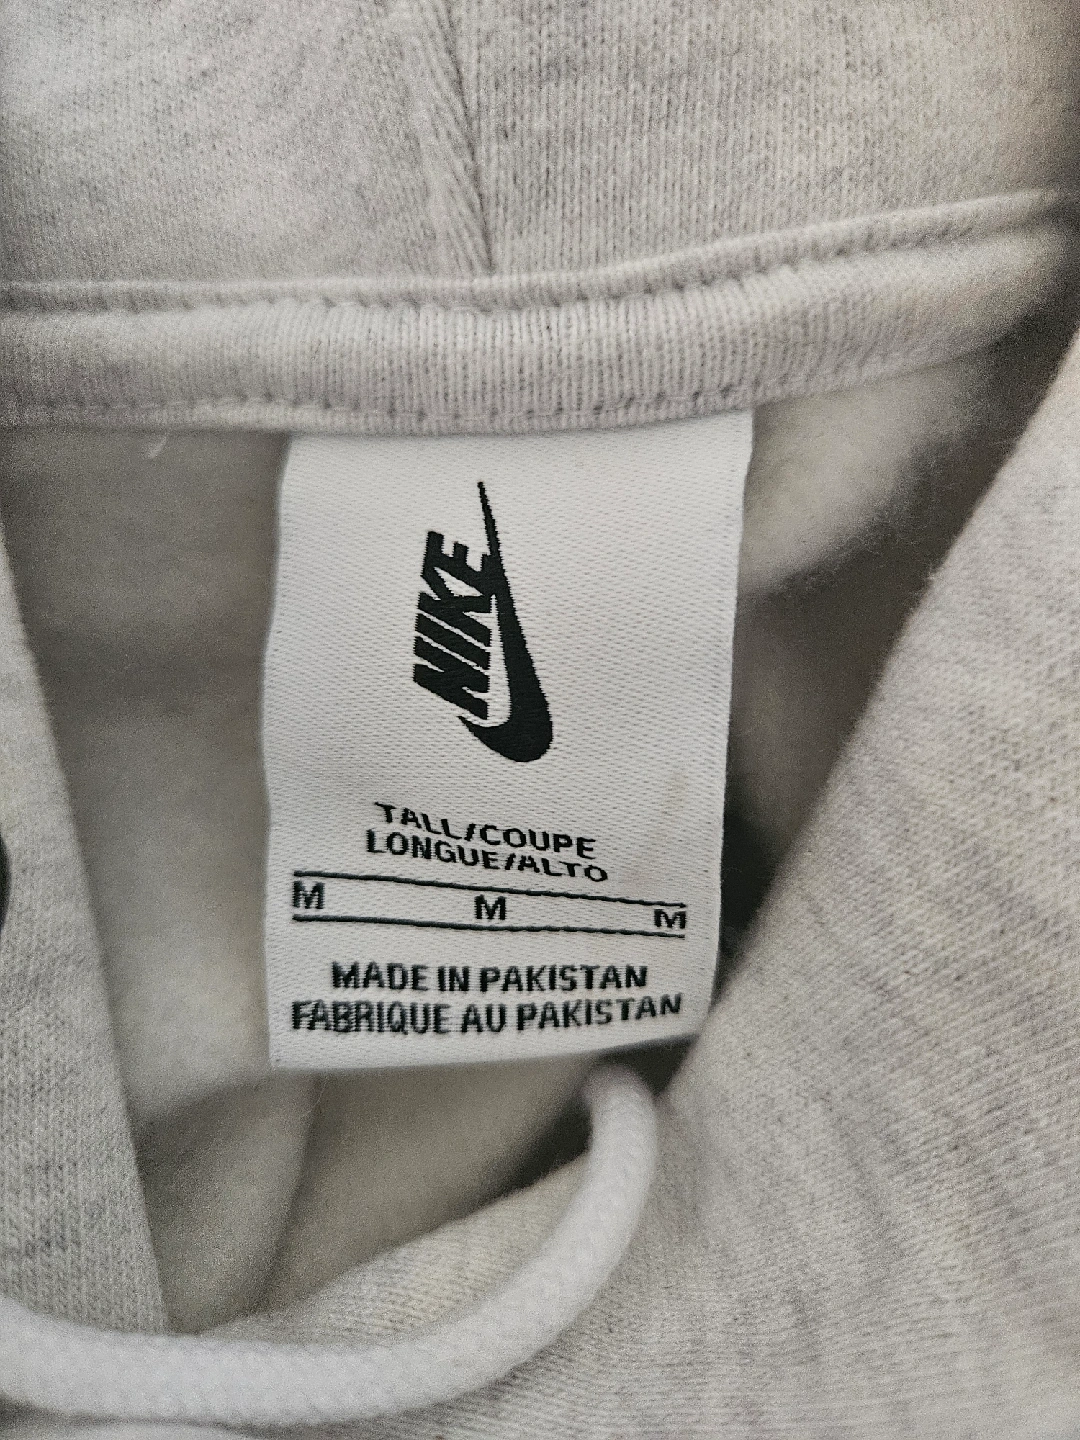 NIKE
TALL/COUPE
LONGUE/ALTO
M M M
MADE IN PAKISTAN
FABRIQUE AU PAKISTAN